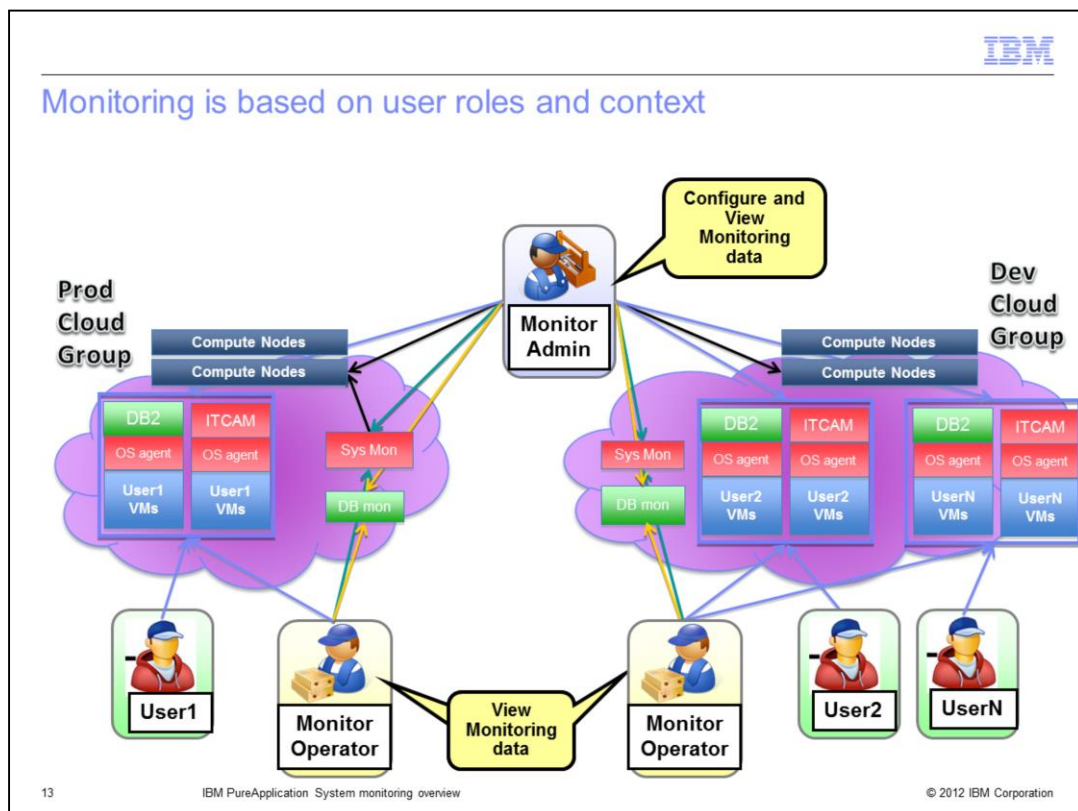 IBM
Monitoring is based on user roles and context
Configure and
View
Monitoring
data
Monitor
Admin
Prod
Cloud
Group
Compute Nodes
Compute Nodes
DB2
OS agent
User1
VMs
ITCAM
OS agent
User1
VMs
Sys Mon
DB mon
Dev
Cloud
Group
Compute Nodes
Compute Nodes
Sys Mon
DB mon
DB2
OS agent
User2
VMs
ITCAM
OS agent
User2
VMs
DB2
OS agent
UserN
VMs
ITCAM
OS agent
UserN
VMs
User1
Monitor
Operator
View
Monitoring
data
Monitor
Operator
User2
UserN
13
IBM PureApplication System monitoring overview
© 2012 IBM Corporation